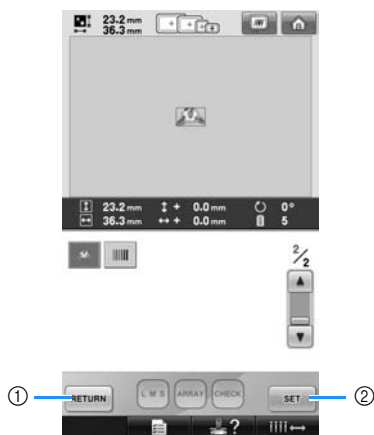 23.2 mm
36.3 mm
23.2 mm + 0.0 mm 0°
36.3 mm + 0.0 mm 5
2/2
① RETURN L M S ARRAY CHECK SET ②
?